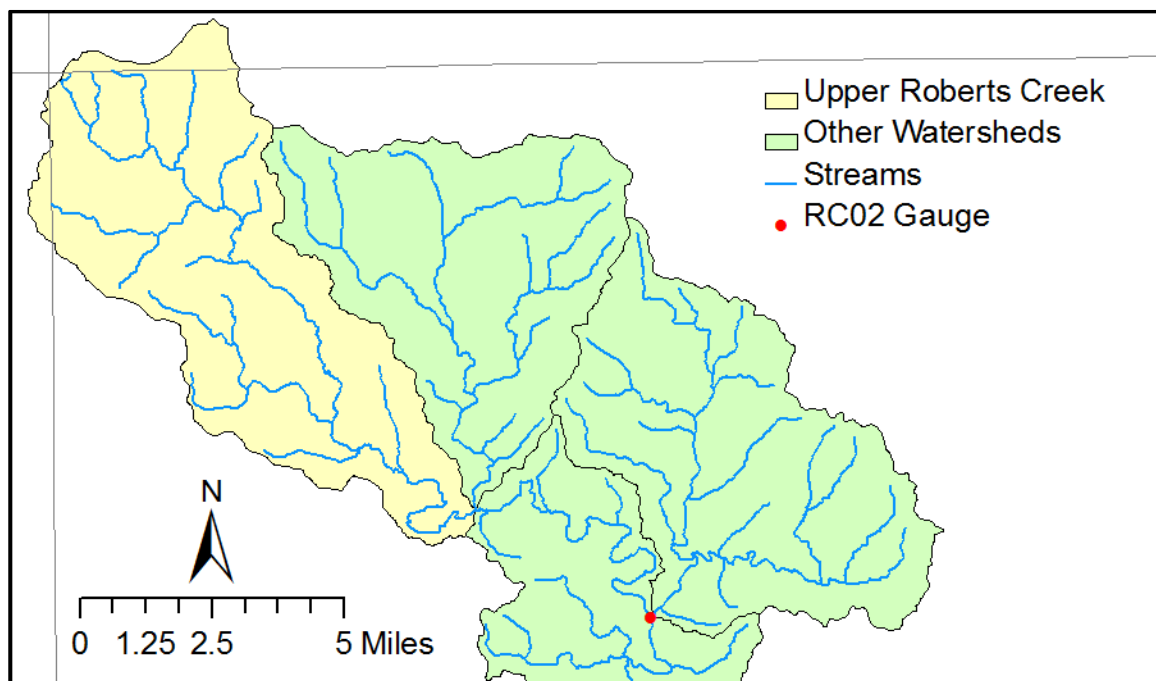 Upper Roberts Creek
Other Watersheds
Streams
RC02 Gauge
N
0 1.25 2.5 5 Miles